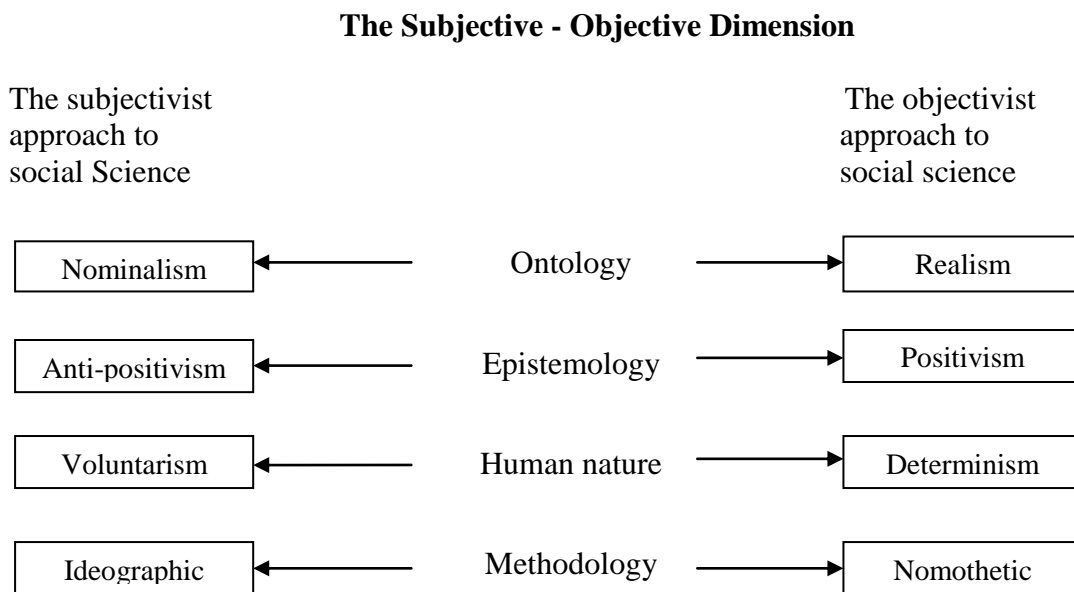 The Subjective - Objective Dimension
The subjectivist
approach to
social Science
The objectivist
approach to
social science
Nominalism
Ontology
Realism
Anti-positivism
Epistemology
Positivism
Voluntarism
Human nature
Determinism
Ideographic
Methodology
Nomothetic